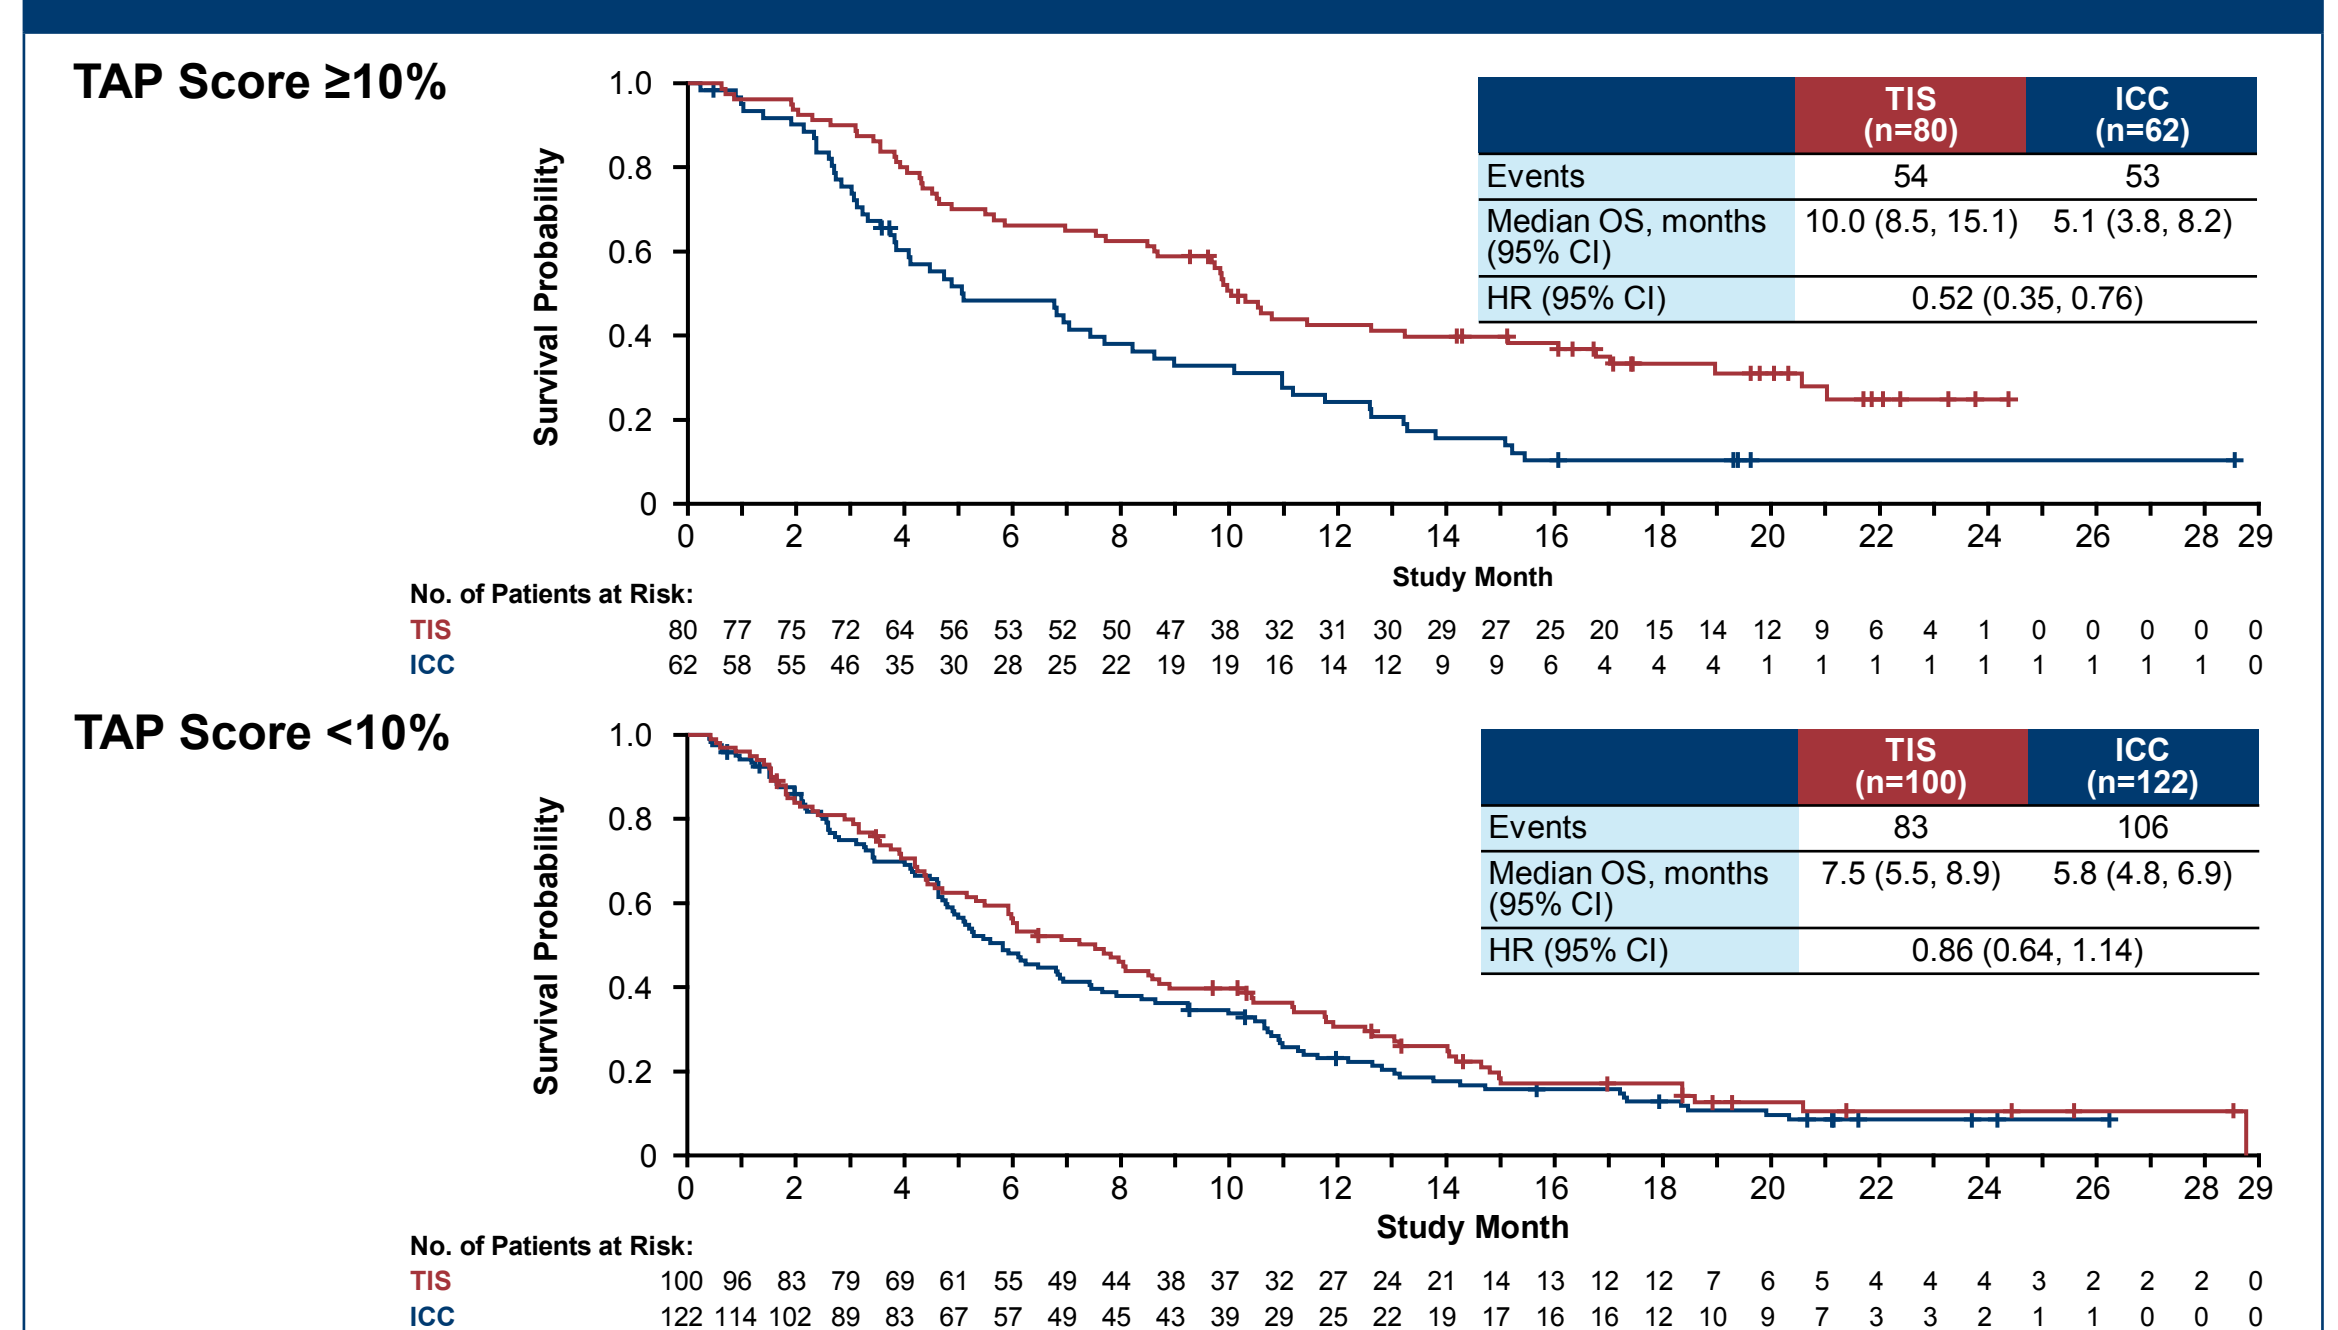 TAP Score ≥10%
1.0
0.8
0.6
0.4
0.2
0
Survival Probability
TIS (n=80) ICC (n=62)
Events 54 53
Median OS, months (95% CI) 10.0 (8.5, 15.1) 5.1 (3.8, 8.2)
HR (95% CI) 0.52 (0.35, 0.76)
0 2 4 6 8 10 12 14 16 18 20 22 24 26 28 29
Study Month
No. of Patients at Risk:
TIS 80 77 75 72 64 56 53 52 50 47 38 32 31 30 29 27 25 20 15 14 12 9 6 4 1 0 0 0 0 0
ICC 62 58 55 46 35 30 28 25 22 19 19 16 14 12 9 9 6 4 4 4 1 1 1 1 1 1 1 1 1 0
TAP Score <10%
1.0
0.8
0.6
0.4
0.2
0
Survival Probability
TIS (n=100) ICC (n=122)
Events 83 106
Median OS, months (95% CI) 7.5 (5.5, 8.9) 5.8 (4.8, 6.9)
HR (95% CI) 0.86 (0.64, 1.14)
0 2 4 6 8 10 12 14 16 18 20 22 24 26 28 29
Study Month
No. of Patients at Risk:
TIS 100 96 83 79 69 61 55 49 44 38 37 32 27 24 21 14 13 12 12 7 6 5 4 4 4 3 2 2 2 0
ICC 122 114 102 89 83 67 57 49 45 43 39 29 25 22 19 17 16 16 12 10 9 7 3 3 2 1 1 0 0 0